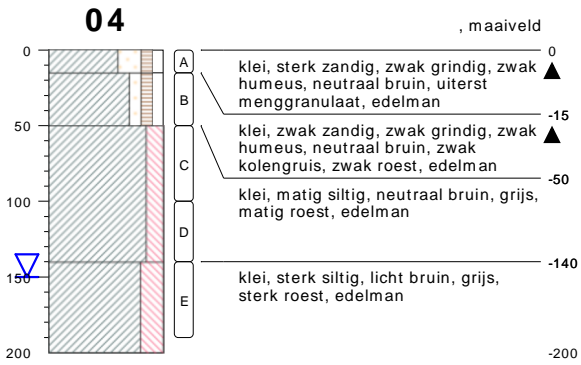 04
, maaiveld
0
0
A
klei, sterk zandig, zwak grindig, zwak
humeus, neutraal bruin, uiterst
menggranulaat, edelman
-15
B
50
klei, zwak zandig, zwak grindig, zwak
humeus, neutraal bruin, zwak
kolengruis, zwak roest, edelman
-50
C
klei, matig siltig, neutraal bruin, grijs,
matig roest, edelman
100
D
-140
150
E
klei, sterk siltig, licht bruin, grijs,
sterk roest, edelman
200
-200